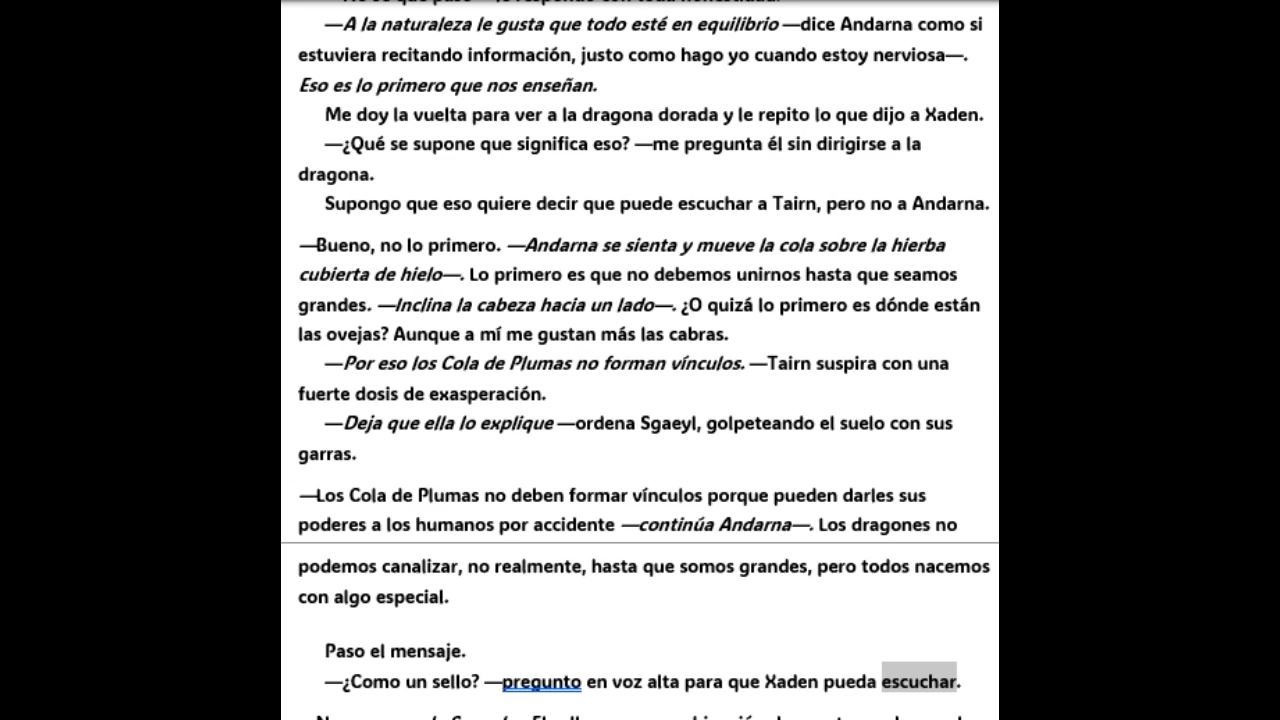 —A la naturaleza le gusta que todo esté en equilibrio —dice Andarna como si
estuviera recitando información, justo como hago yo cuando estoy nerviosa—.
Eso es lo primero que nos enseñan.
Me doy la vuelta para ver a la dragona dorada y le repito lo que dijo a Xaden.
—¿Qué se supone que significa eso? —me pregunta él sin dirigirse a la
dragona.
Supongo que eso quiere decir que puede escuchar a Tairn, pero no a Andarna.
—Bueno, no lo primero. —Andarna se sienta y mueve la cola sobre la hierba
cubierta de hielo—. Lo primero es que no debemos unirnos hasta que seamos
grandes. —Inclina la cabeza hacia un lado—. ¿O quizá lo primero es dónde están
las ovejas? Aunque a mí me gustan más las cabras.
—Por eso los Cola de Plumas no forman vínculos. —Tairn suspira con una
fuerte dosis de exasperación.
—Deja que ella lo explique —ordena Sgaeyl, golpeteando el suelo con sus
garras.
—Los Cola de Plumas no deben formar vínculos porque pueden darles sus
poderes a los humanos por accidente —continúa Andarna—. Los dragones no
podemos canalizar, no realmente, hasta que somos grandes, pero todos nacemos
con algo especial.
Paso el mensaje.
—¿Como un sello? —pregunto en voz alta para que Xaden pueda escuchar.